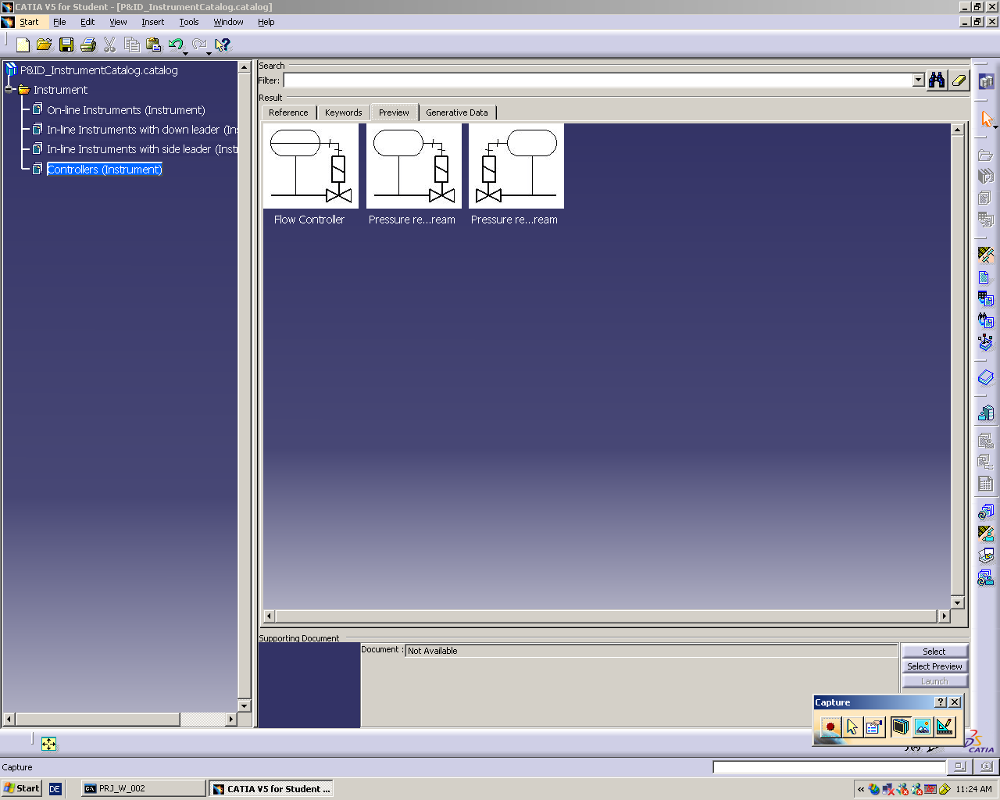 CATIA V5 for Student - [P&ID_InstrumentCatalog.catalog]
Start File Edit View Insert Tools Window Help
P&ID_InstrumentCatalog.catalog
Instrument
On-line Instruments (Instrument)
In-line Instruments with down leader (In
In-line Instruments with side leader (Inst
Controllers (Instrument)
Search
Filter:
Result
Reference Keywords Preview Generative Data
Flow Controller Pressure re...ream Pressure re...ream
Supporting Document
Document : Not Available
Select
Select Preview
Launch
Capture
CATIA
Capture
Start DE PRJ_W_002 CATIA V5 for Student ... 11:24 AM